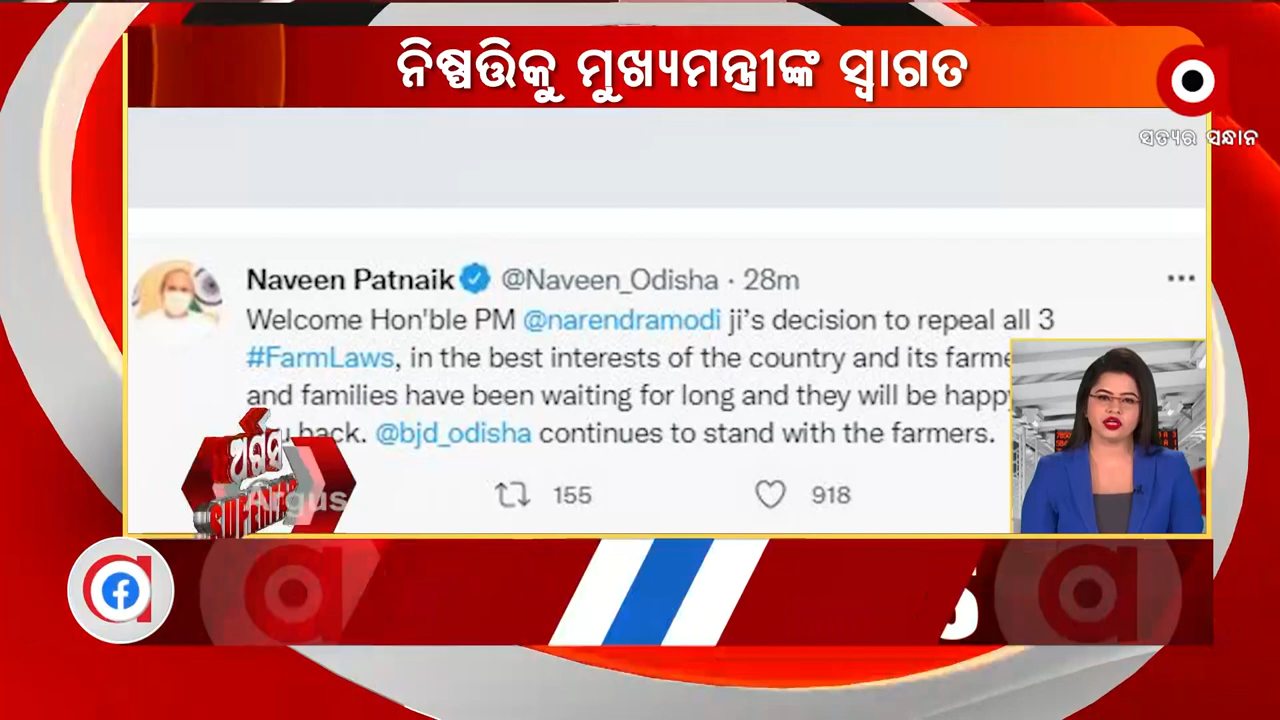 ନିଷ୍ପତ୍ତିକୁ ମୁଖ୍ୟମନ୍ତ୍ରୀଙ୍କ ସ୍ୱାଗତ
ସତ୍ୟର ସନ୍ଧାନ
Naveen Patnaik @Naveen_Odisha · 28m
Welcome Hon'ble PM @narendramodi ji's decision to repeal all 3
#FarmLaws, in the best interests of the country and its
and families have been waiting for long and they will be happy
back. @bjd_odisha continues to stand with the farmers.
155 918
Argus